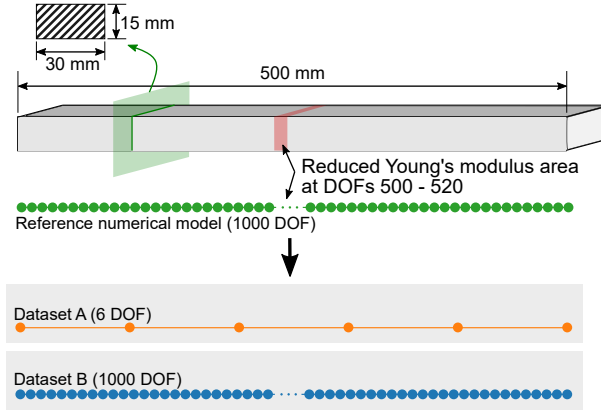 15 mm
30 mm
500 mm
Reduced Young's modulus area
at DOFs 500 - 520
Reference numerical model (1000 DOF)
Dataset A (6 DOF)
Dataset B (1000 DOF)